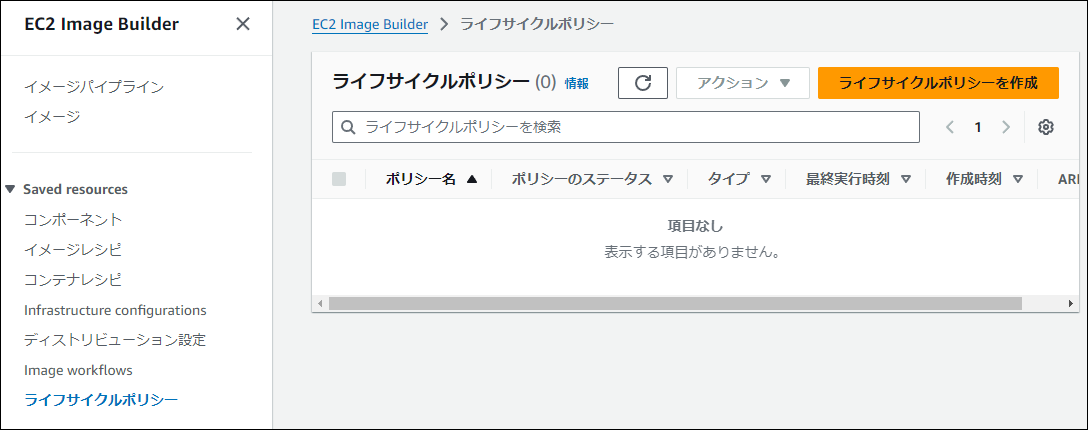 EC2 Image Builder
イメージパイプライン
イメージ
Saved resources
コンポーネント
イメージレシピ
コンテナレシピ
Infrastructure configurations
ディストリビューション設定
Image workflows
ライフサイクルポリシー
EC2 Image Builder > ライフサイクルポリシー
ライフサイクルポリシー (0) 情報 アクション ライフサイクルポリシーを作成
ライフサイクルポリシーを検索 1
ポリシー名 ポリシーのステータス タイプ 最終実行時刻 作成時刻
項目なし
表示する項目がありません。